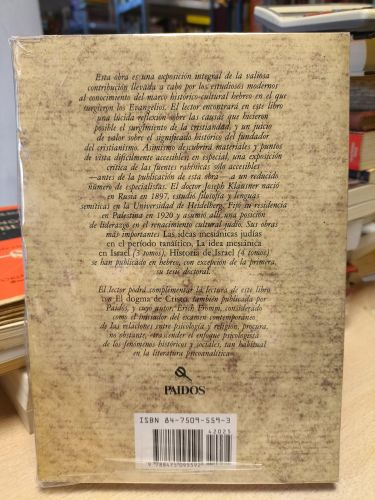 Esta obra es una exposición integral de la valiosa
contribución llevada a cabo por los estudiosos modernos
al conocimiento del marco histórico-cultural hebreo en el que
surgieron los Evangelios. El lector encontrará en este libro
una lúcida reflexión sobre las causas que hicieron
posible el surgimiento de la cristiandad, y un juicio
de valor sobre el significado histórico del fundador
del cristianismo. Asimismo descubrirá materiales y puntos
de vista difícilmente accesibles; en especial, una exposición
crítica de las fuentes rabínicas sólo accesibles
—antes de la publicación de esta obra— a un reducido
número de especialistas. El doctor Joseph Klausner nació
en Rusia en 1897, estudió filosofía y lenguas
semíticas en la Universidad de Heidelberg. Fijó su residencia
en Palestina en 1920 y asumió allí una posición
de liderazgo en el renacimiento cultural judío. Sus obras
más importantes Las ideas mesiánicas judías
en el período tanaítico, La idea mesiánica
en Israel (3 tomos), Historia de Israel (4 tomos)
se han publicado en hebreo, con excepción de la primera,
su tesis doctoral.
El lector podrá complementar la lectura de este libro
con El dogma de Cristo, también publicada por
Paidós, y cuyo autor, Erich Fromm, considerado
como el iniciador del examen contemporáneo
de las relaciones entre psicología y religión, procura,
no obstante, trascender el enfoque psicologista
de los fenómenos históricos y sociales, tan habitual
en la literatura psicoanalítica.
PAIDOS
ISBN 84-7509-559-3
42025
9 788475 095592